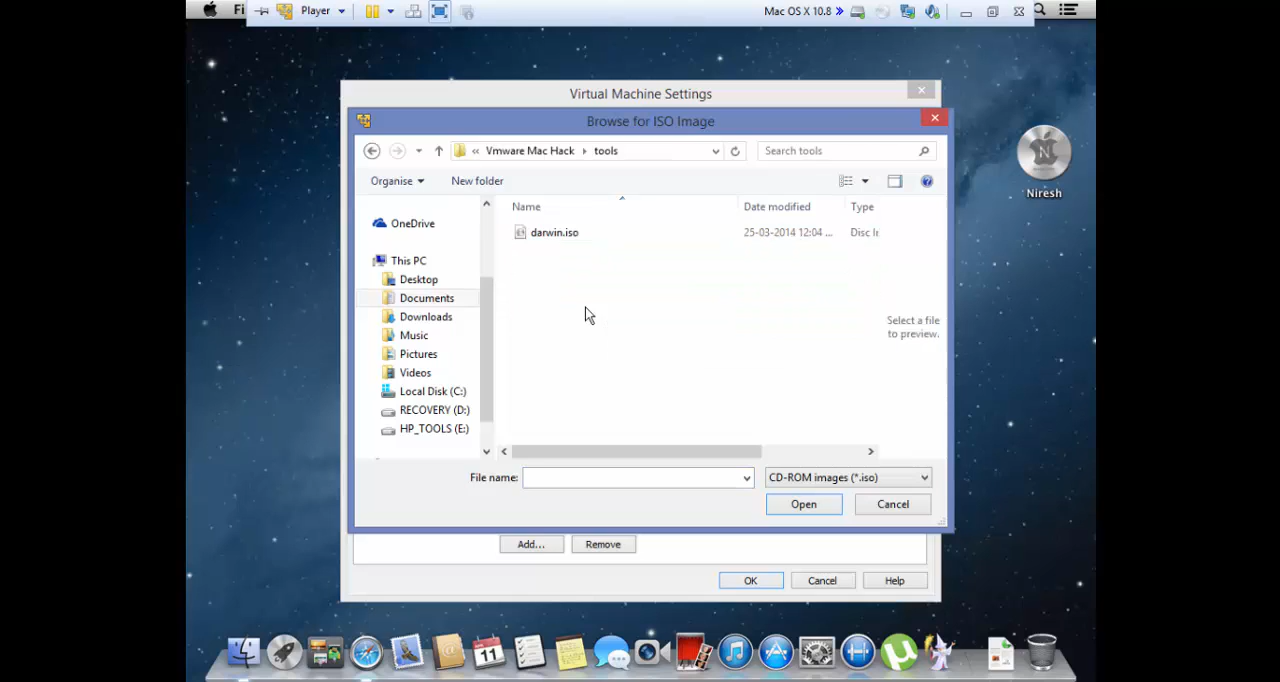 Fi
Player
Mac OS X 10.8 »
Virtual Machine Settings
Browse for ISO Image
« Vmware Mac Hack tools
Search tools
Organise
New folder
Name
Date modified
Type
darwin.iso
25-03-2014 12:04 ...
Disc I
OneDrive
This PC
Desktop
Documents
Downloads
Music
Pictures
Videos
Local Disk (C:)
RECOVERY (D:)
HP_TOOLS (E:)
Select a file
to preview.
N
Niresh
File name:
CD-ROM images (*.iso)
Open
Cancel
Add...
Remove
OK
Cancel
Help
11